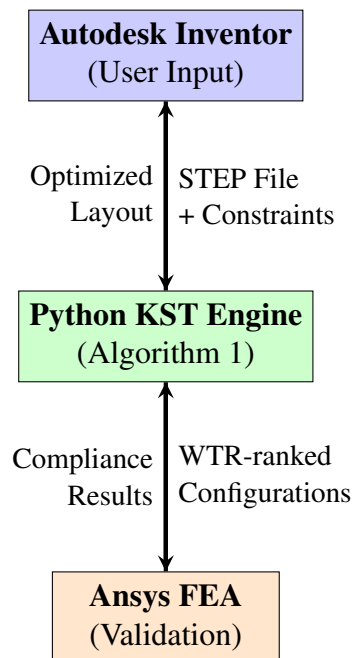 Autodesk Inventor
(User Input)
Optimized
Layout
STEP File
+ Constraints
Python KST Engine
(Algorithm 1)
Compliance
Results
WTR-ranked
Configurations
Ansys FEA
(Validation)